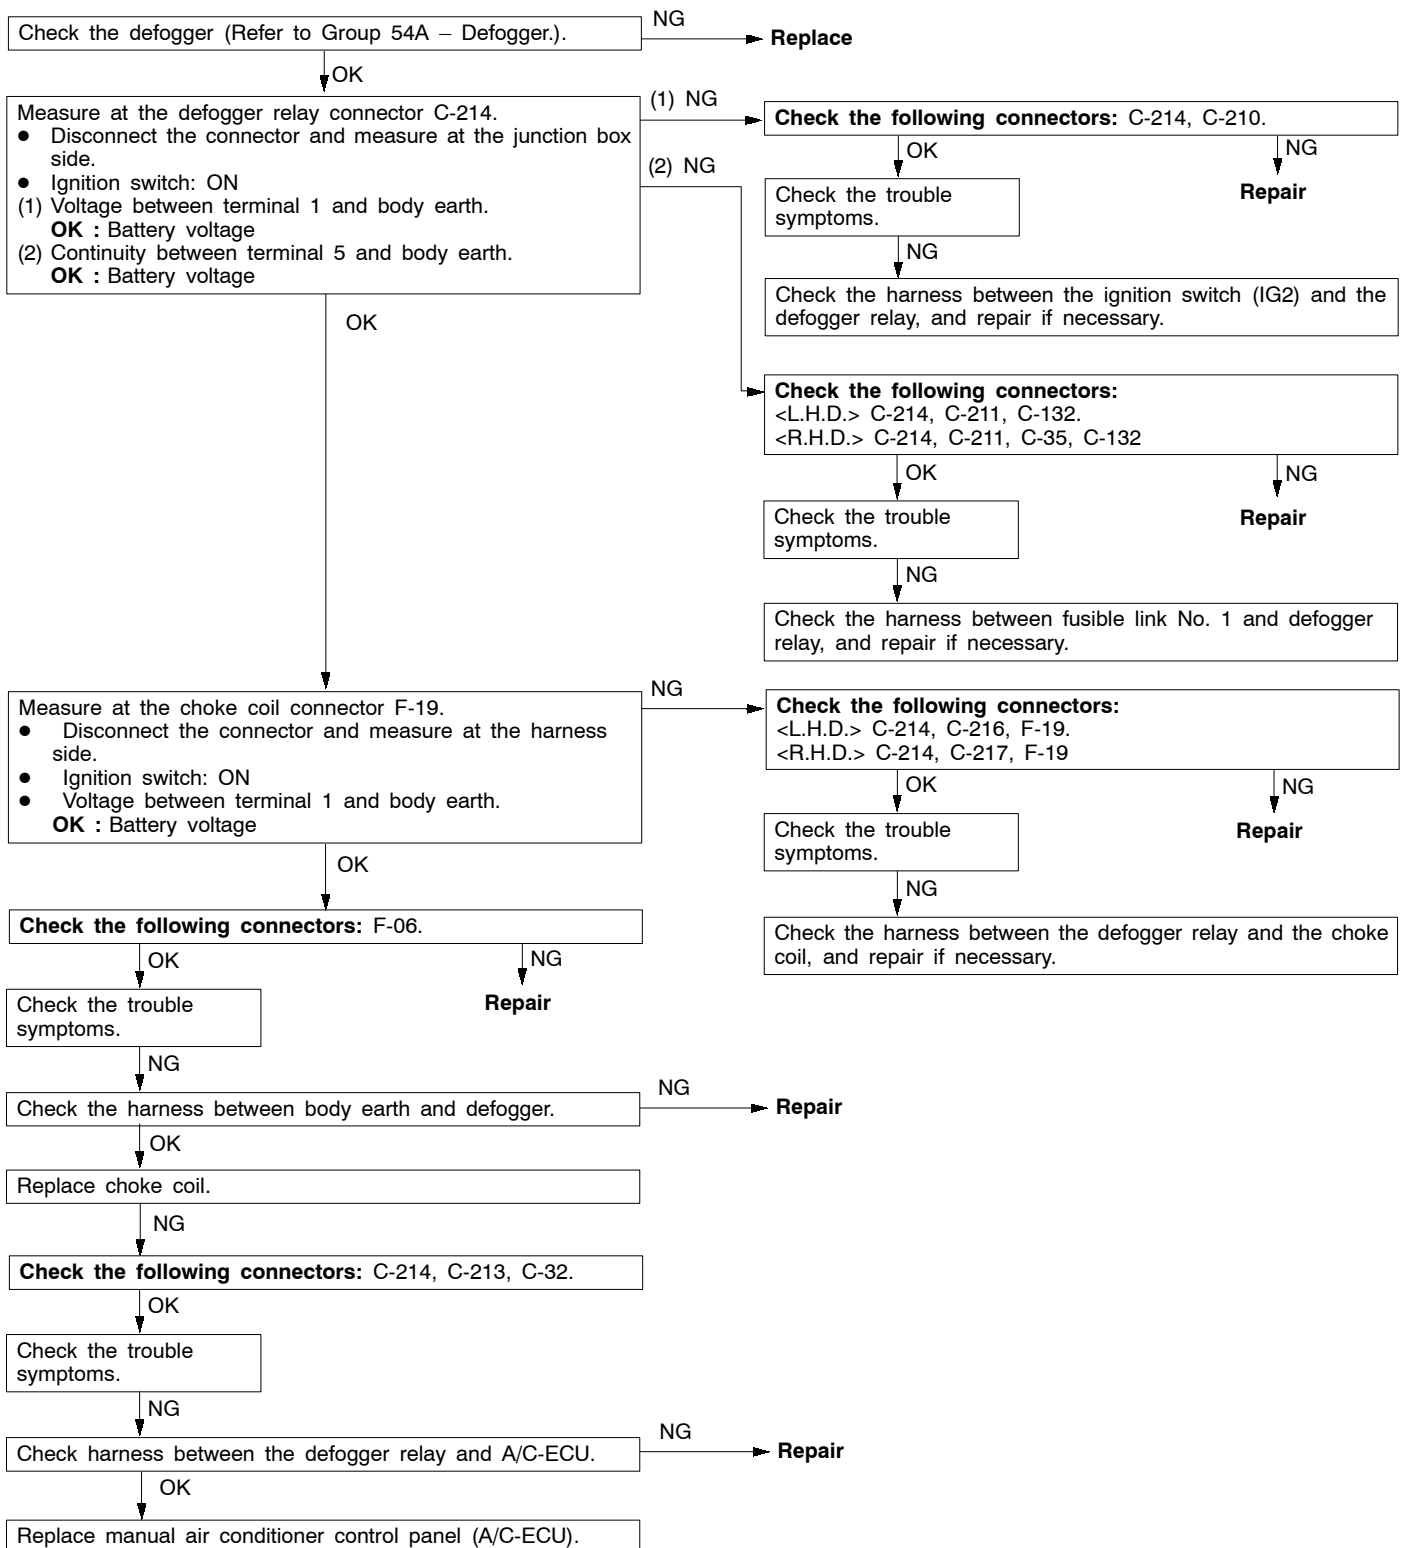 Check the defogger (Refer to Group 54A – Defogger.).
NG
Replace
OK
Measure at the defogger relay connector C-214.
● Disconnect the connector and measure at the junction box
side.
● Ignition switch: ON
(1) Voltage between terminal 1 and body earth.
OK : Battery voltage
(2) Continuity between terminal 5 and body earth.
OK : Battery voltage
(1) NG
(2) NG
Check the following connectors: C-214, C-210.
OK
NG
Check the trouble
symptoms.
Repair
NG
Check the harness between the ignition switch (IG2) and the
defogger relay, and repair if necessary.
OK
Check the following connectors:
<L.H.D.> C-214, C-211, C-132.
<R.H.D.> C-214, C-211, C-35, C-132
OK
NG
Check the trouble
symptoms.
Repair
NG
Check the harness between fusible link No. 1 and defogger
relay, and repair if necessary.
Measure at the choke coil connector F-19.
● Disconnect the connector and measure at the harness
side.
● Ignition switch: ON
● Voltage between terminal 1 and body earth.
OK : Battery voltage
NG
Check the following connectors:
<L.H.D.> C-214, C-216, F-19.
<R.H.D.> C-214, C-217, F-19
OK
NG
Check the trouble
symptoms.
Repair
NG
Check the harness between the defogger relay and the choke
coil, and repair if necessary.
OK
Check the following connectors: F-06.
OK
NG
Check the trouble
symptoms.
Repair
NG
Check the harness between body earth and defogger.
NG
Repair
OK
Replace choke coil.
NG
Check the following connectors: C-214, C-213, C-32.
OK
Check the trouble
symptoms.
NG
Check harness between the defogger relay and A/C-ECU.
NG
Repair
OK
Replace manual air conditioner control panel (A/C-ECU).